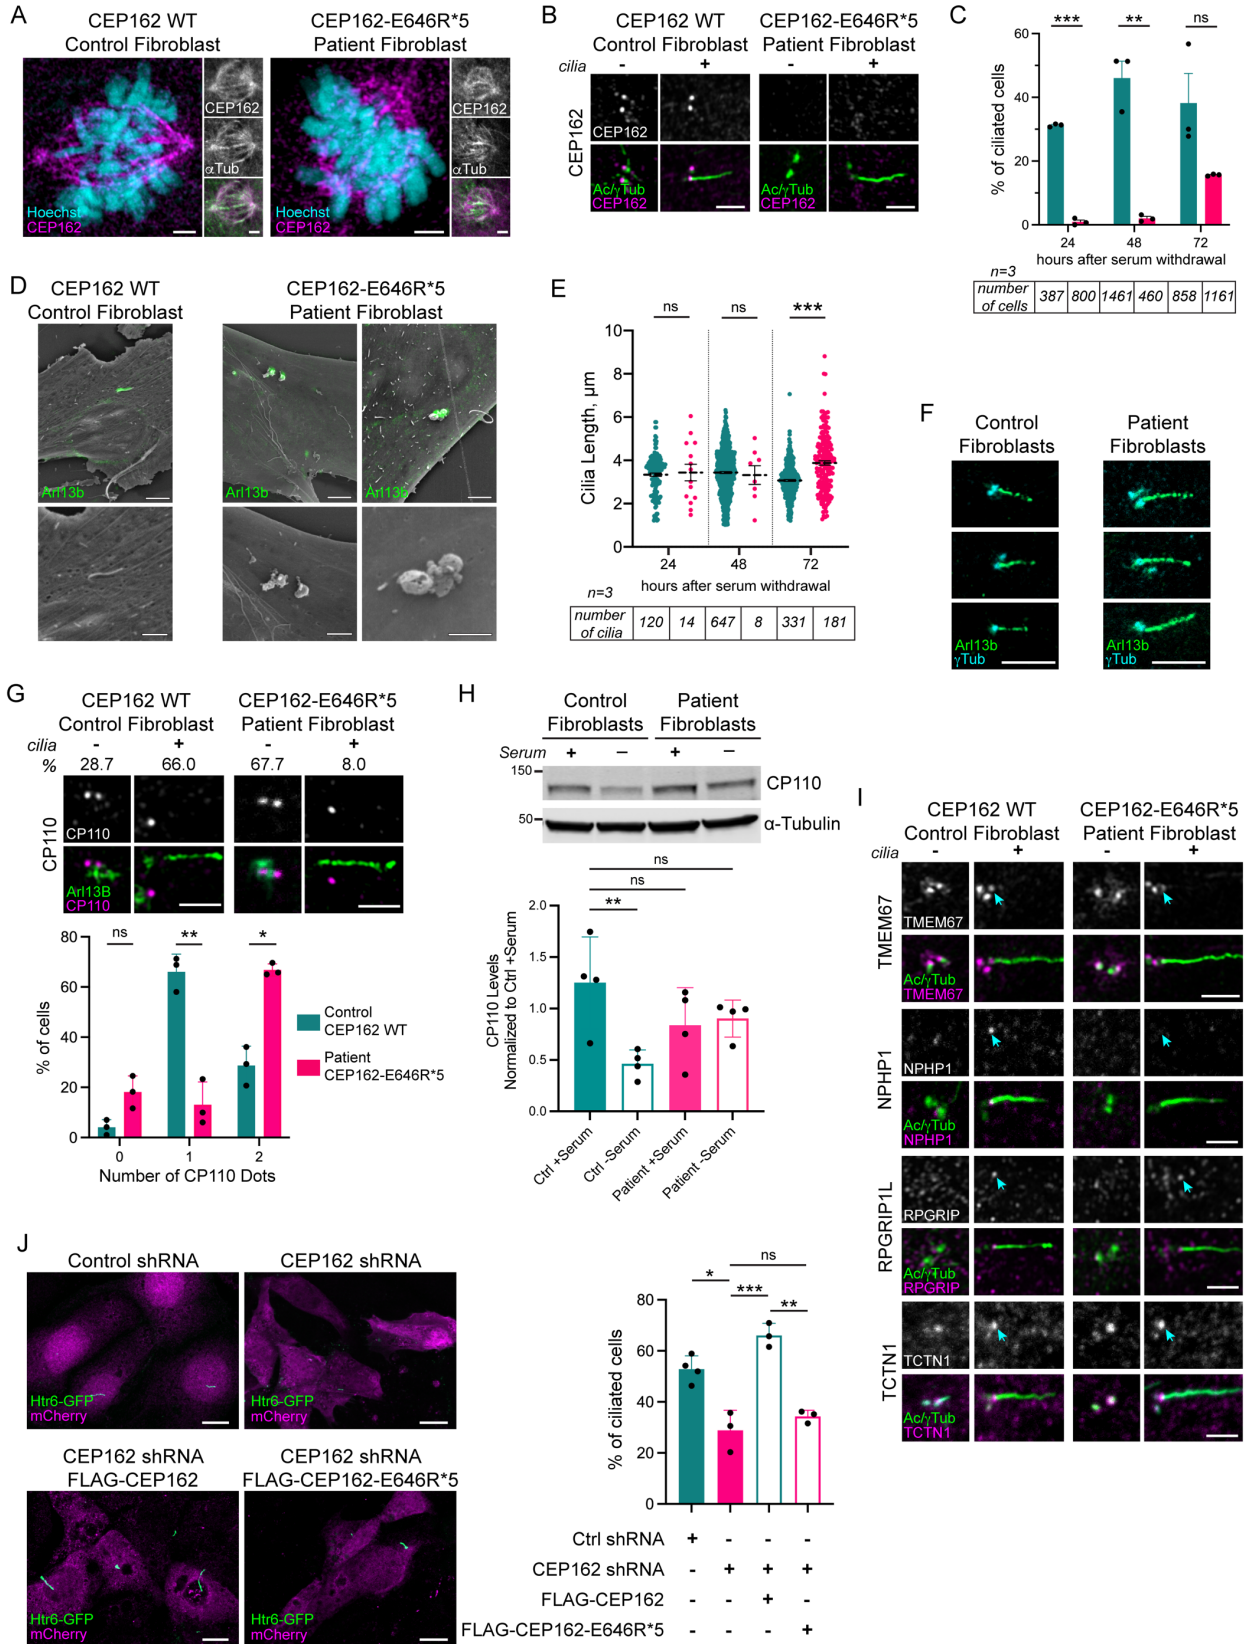 A
CEP162 WT
Control Fibroblast
CEP162-E646R*5
Patient Fibroblast
CEP162
αTub
Hoechst
CEP162
CEP162
αTub
Hoechst
CEP162
B
CEP162 WT
Control Fibroblast
CEP162-E646R*5
Patient Fibroblast
cilia - + - +
CEP162
CEP162
Ac/γTub
CEP162
Ac/γTub
CEP162
C
*** ** ns
% of ciliated cells
60
40
20
0
24 48 72
hours after serum withdrawal
n=3
number of cells 387 800 1461 460 858 1161
D
CEP162 WT
Control Fibroblast
CEP162-E646R*5
Patient Fibroblast
Arl13b
Arl13b
Arl13b
E
ns ns ***
Cilia Length, μm
10
8
6
4
2
0
24 48 72
hours after serum withdrawal
n=3
number of cilia 120 14 647 8 331 181
F
Control
Fibroblasts
Patient
Fibroblasts
Arl13b
γTub
Arl13b
γTub
G
CEP162 WT
Control Fibroblast
CEP162-E646R*5
Patient Fibroblast
cilia - + - +
% 28.7 66.0 67.7 8.0
CP110
CP110
Arl13B
CP110
ns ** *
% of cells
80
60
40
20
0
0 1 2
Number of CP110 Dots
Control
CEP162 WT
Patient
CEP162-E646R*5
H
Control
Fibroblasts
Patient
Fibroblasts
Serum + – + –
150
CP110
50
α-Tubulin
ns
ns
**
CP110 Levels
Normalized to Ctrl +Serum
2.0
1.5
1.0
0.5
0.0
Ctrl +Serum
Ctrl -Serum
Patient +Serum
Patient -Serum
I
CEP162 WT
Control Fibroblast
CEP162-E646R*5
Patient Fibroblast
cilia - + - +
TMEM67
TMEM67
Ac/γTub
TMEM67
NPHP1
NPHP1
Ac/γTub
NPHP1
RPGRIP1L
RPGRIP
Ac/γTub
RPGRIP
TCTN1
TCTN1
Ac/γTub
TCTN1
J
Control shRNA
CEP162 shRNA
Htr6-GFP
mCherry
Htr6-GFP
mCherry
CEP162 shRNA
FLAG-CEP162
CEP162 shRNA
FLAG-CEP162-E646R*5
Htr6-GFP
mCherry
Htr6-GFP
mCherry
ns
* ***
**
% of ciliated cells
80
60
40
20
0
Ctrl shRNA + - - -
CEP162 shRNA - + + +
FLAG-CEP162 - - + -
FLAG-CEP162-E646R*5 - - - +